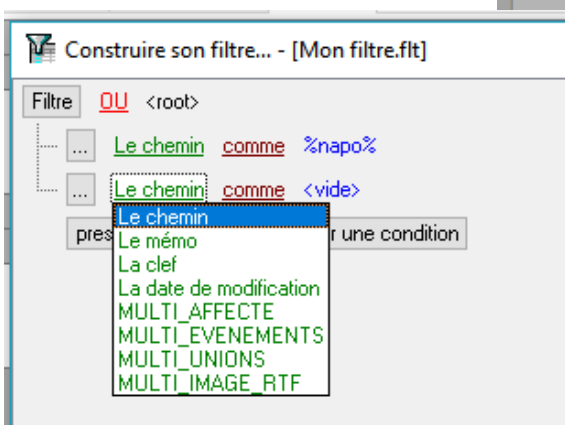 Construire son filtre... - [Mon filtre.flt]
Filtre OU <root>
... Le chemin comme %napo%
... Le chemin comme <vide>
Le chemin
pres r une condition
Le mémo
La clef
La date de modification
MULTI_AFFECTE
MULTI_EVENEMENTS
MULTI_UNIONS
MULTI_IMAGE_RTF